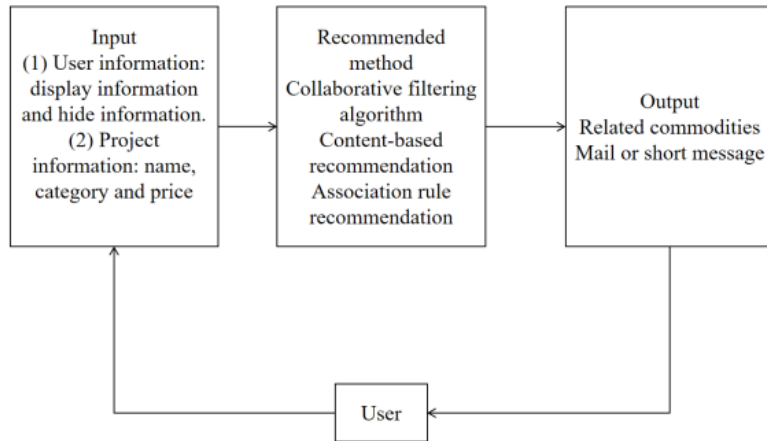 Input
(1) User information:
display information
and hide information.
(2) Project
information: name,
category and price
Recommended
method
Collaborative filtering
algorithm
Content-based
recommendation
Association rule
recommendation
Output
Related commodities
Mail or short message
User